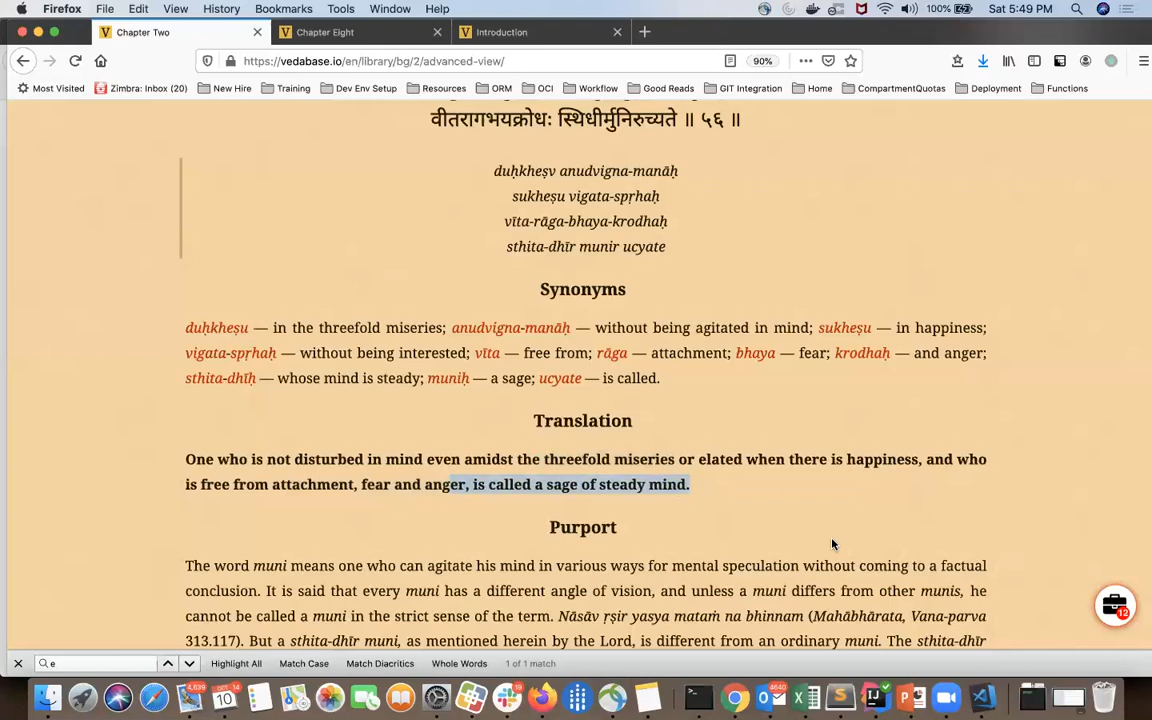 Firefox File Edit View History Bookmarks Tools Window Help 100% Sat 5:49 PM
Chapter Two Chapter Eight Introduction
https://vedabase.io/en/library/bg/2/advanced-view/ 90%
Most Visited Zimbra: Inbox (20) New Hire Training Dev Env Setup Resources ORM OCI Workflow Good Reads GIT Integration Home CompartmentQuotas Deployment Functions
वीतरागभयक्रोधः स्थितधीर्मुनिरुच्यते ॥ ५६ ॥
duḥkheṣv anudvigna-manāḥ
sukheṣu vigata-spṛhaḥ
vīta-rāga-bhaya-krodhaḥ
sthita-dhīr munir ucyate
Synonyms
duḥkheṣu — in the threefold miseries; anudvigna-manāḥ — without being agitated in mind; sukheṣu — in happiness;
vigata-spṛhaḥ — without being interested; vīta — free from; rāga — attachment; bhaya — fear; krodhaḥ — and anger;
sthita-dhīḥ — whose mind is steady; muniḥ — a sage; ucyate — is called.
Translation
One who is not disturbed in mind even amidst the threefold miseries or elated when there is happiness, and who
is free from attachment, fear and anger, is called a sage of steady mind.
Purport
The word muni means one who can agitate his mind in various ways for mental speculation without coming to a factual
conclusion. It is said that every muni has a different angle of vision, and unless a muni differs from other munis, he
cannot be called a muni in the strict sense of the term. Nāsāv ṛṣir yasya mataṁ na bhinnam (Mahābhārata, Vana-parva
313.117). But a sthita-dhīr muni, as mentioned herein by the Lord, is different from an ordinary muni. The sthita-dhīr
12
e Highlight All Match Case Match Diacritics Whole Words 1 of 1 match
4,639 OCT 14 10 19 4640